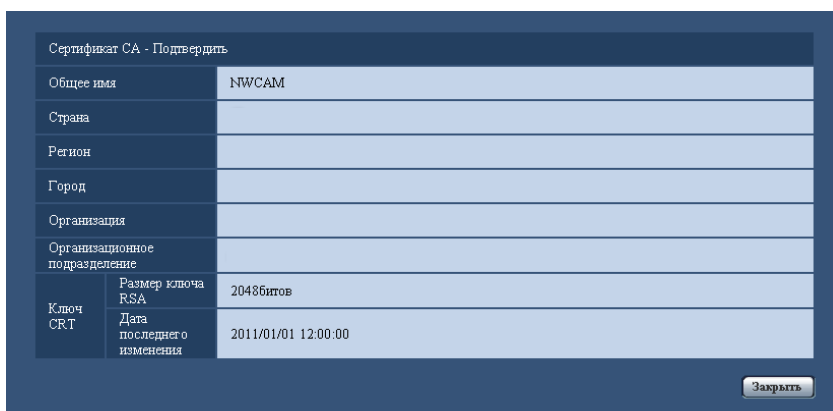 Сертификат CA - Подтвердить
Общее имя NWCAM
Страна
Регион
Город
Организация
Организационное
подразделение
Ключ
CRT
Размер ключа
RSA
2048битов
Дата
последнего
изменения
2011/01/01 12:00:00
Закрыть